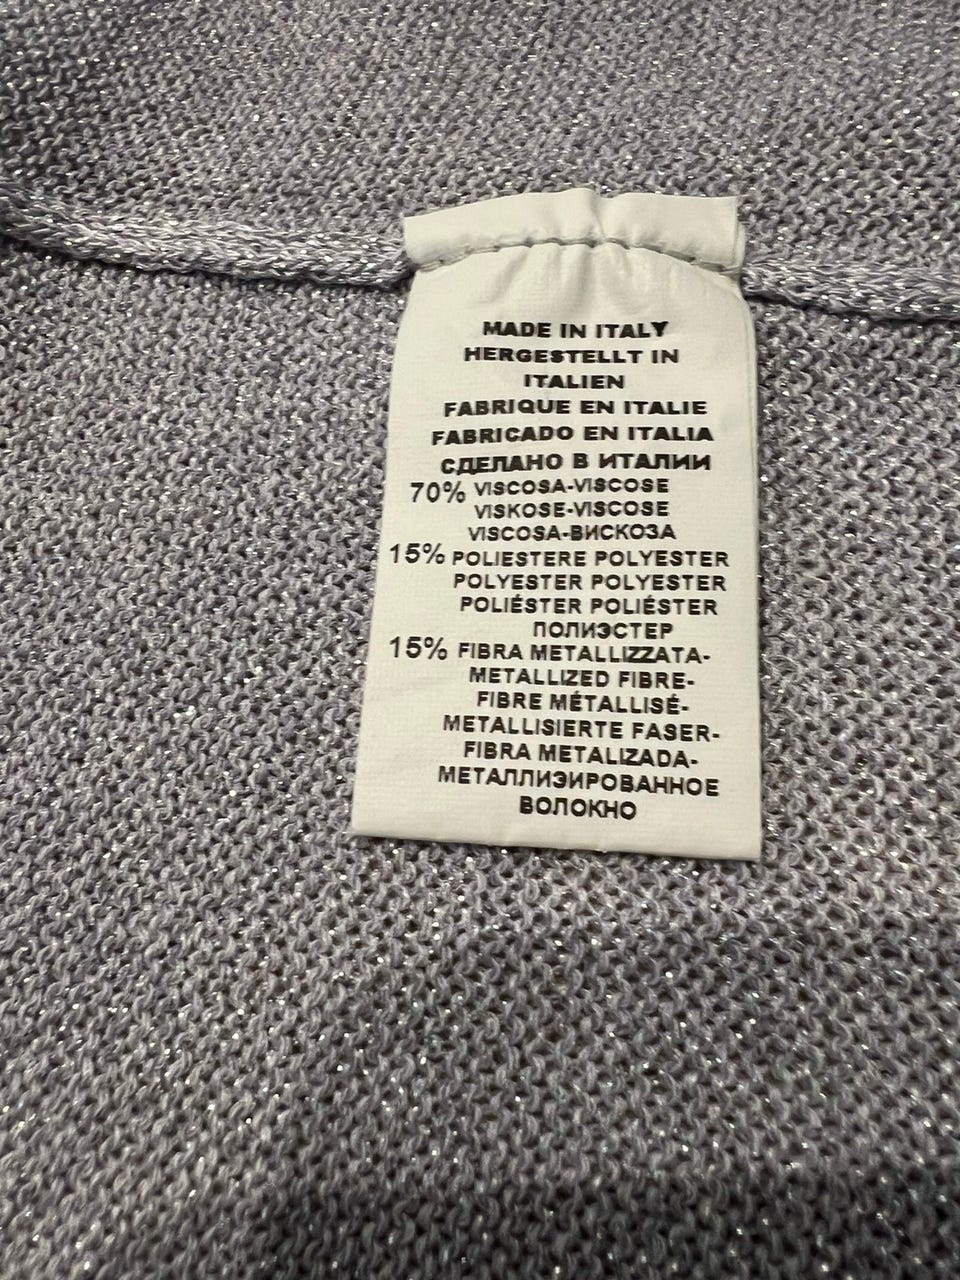 MADE IN ITALY
HERGESTELLT IN
ITALIEN
FABRIQUE EN ITALIE
FABRICADO EN ITALIA
СДЕЛАНО В ИТАЛИИ
70% VISCOSA-VISCOSE
VISKOSE-VISCOSE
VISCOSA-ВИСКОЗА
15% POLIESTERE POLYESTER
POLYESTER POLYESTER
POLIÉSTER POLIÉSTER
ПОЛИЭСТЕР
15% FIBRA METALLIZZATA-
METALLIZED FIBRE-
FIBRE MÉTALLISÉ-
METALLISIERTE FASER-
FIBRA METALIZADA-
МЕТАЛЛИЗИРОВАННОЕ
ВОЛОКНО